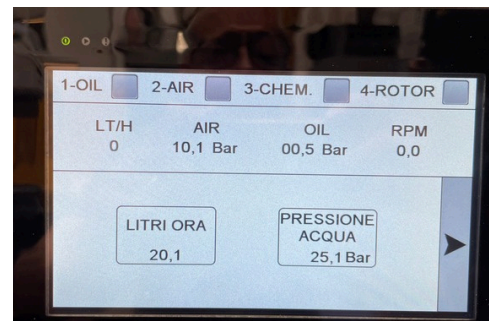 1-OIL 2-AIR 3-CHEM. 4-ROTOR
LT/H AIR OIL RPM
0 10,1 Bar 00,5 Bar 0,0
LITRI ORA
20,1
PRESSIONE
ACQUA
25,1 Bar